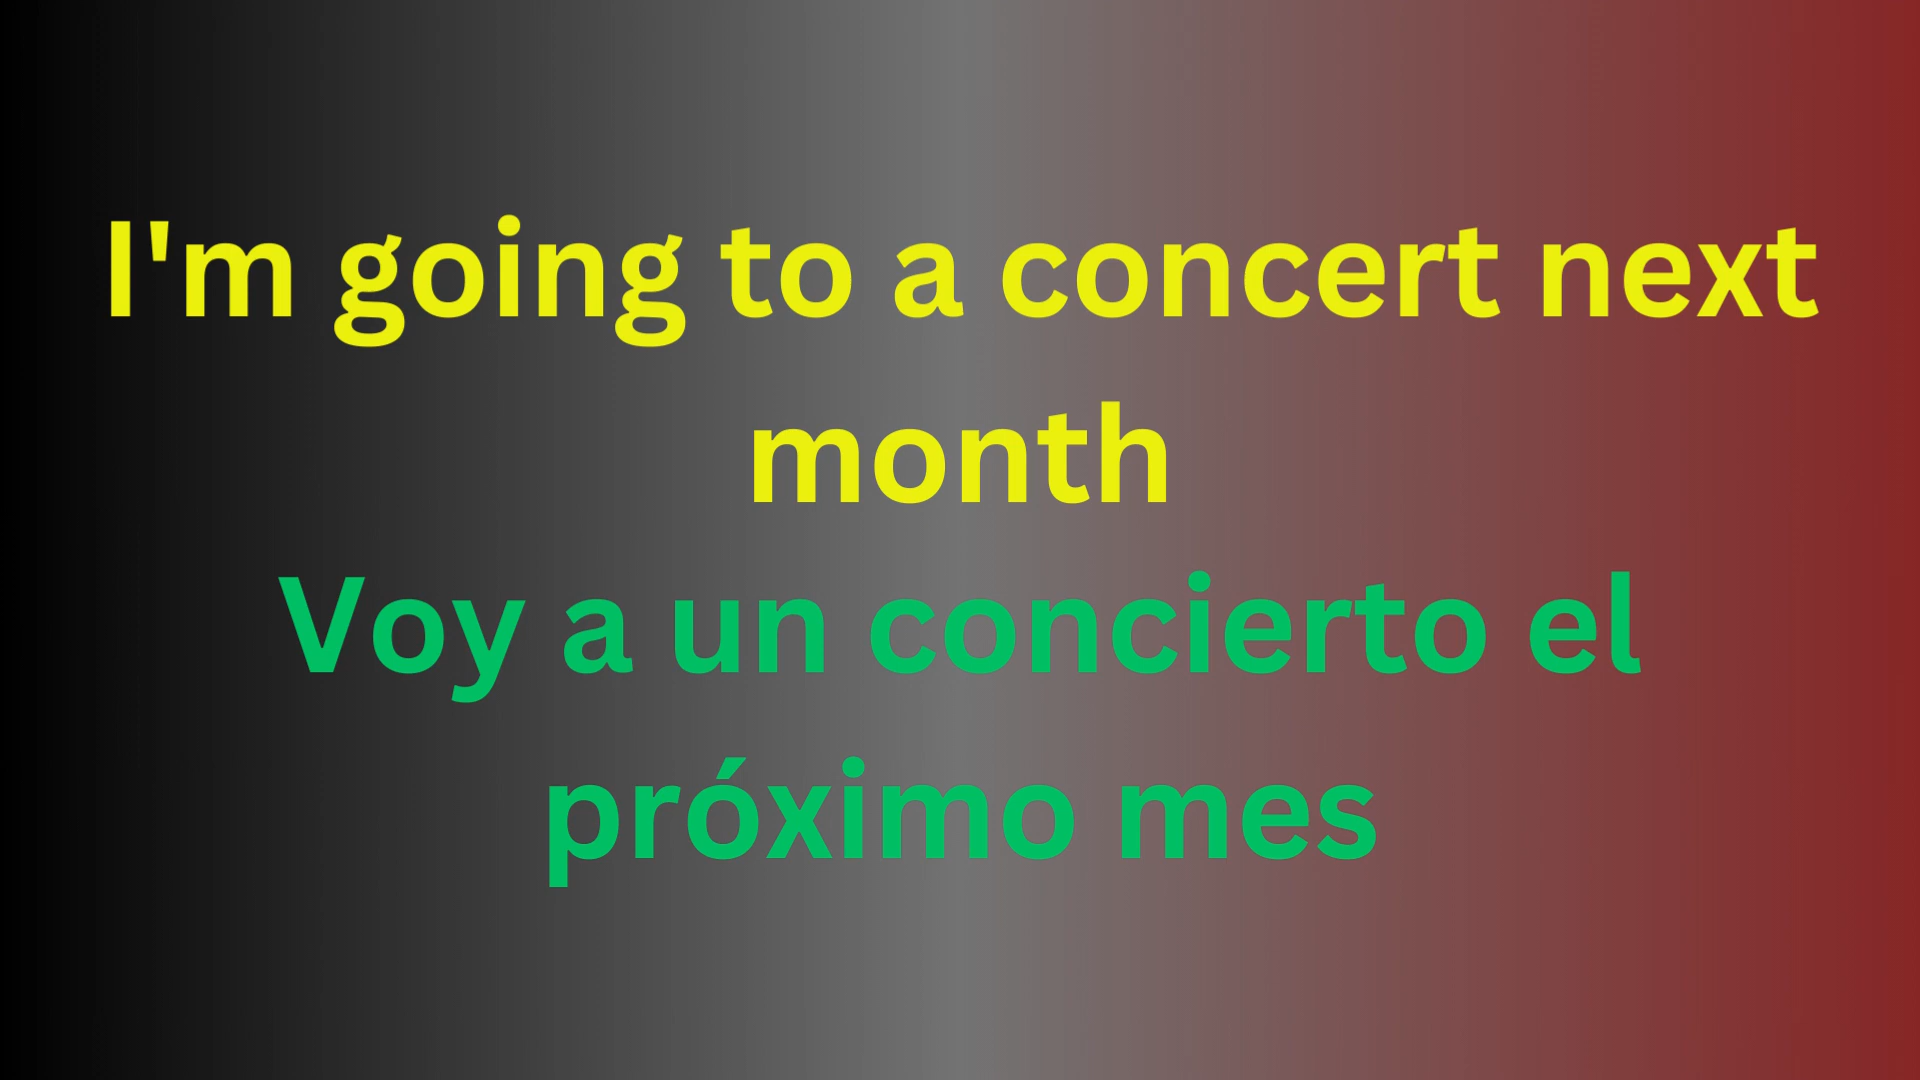 I'm going to a concert next
month
Voy a un concierto el
próximo mes